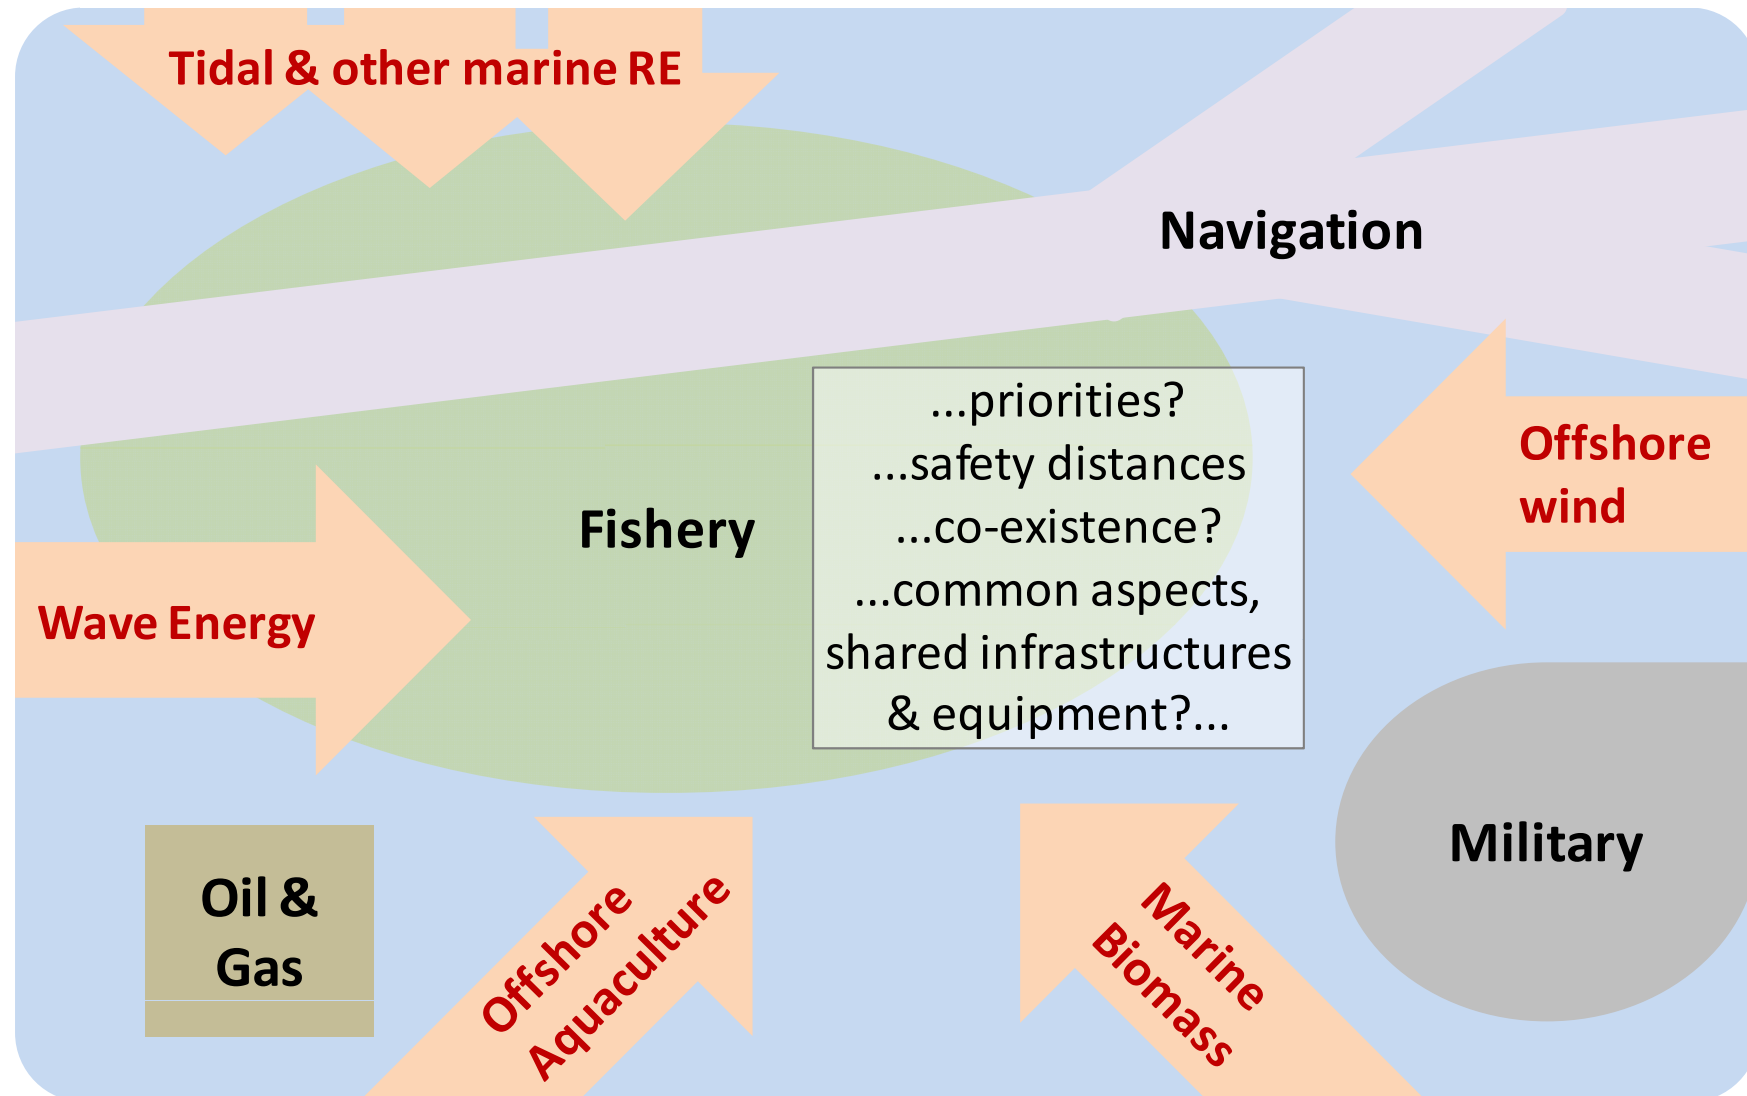 Tidal & other marine RE
Navigation
...priorities?
...safety distances
...co-existence?
...common aspects,
shared infrastructures
& equipment?...
Offshore
wind
Fishery
Wave Energy
Military
Oil &
Gas
Offshore
Aquaculture
Marine
Biomass